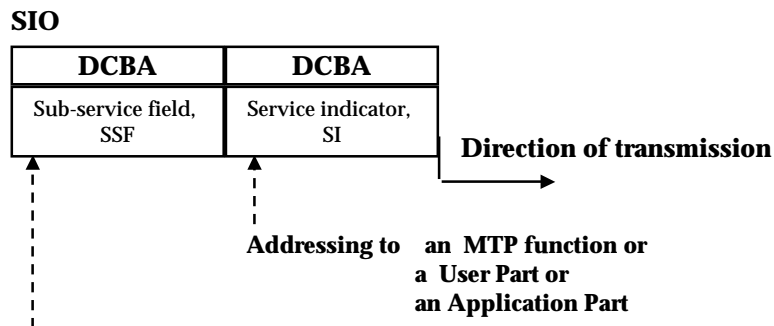 SIO
DCBA DCBA
Sub-service field, Service indicator,
SSF SI
Direction of transmission
Addressing to an MTP function or
a User Part or
an Application Part